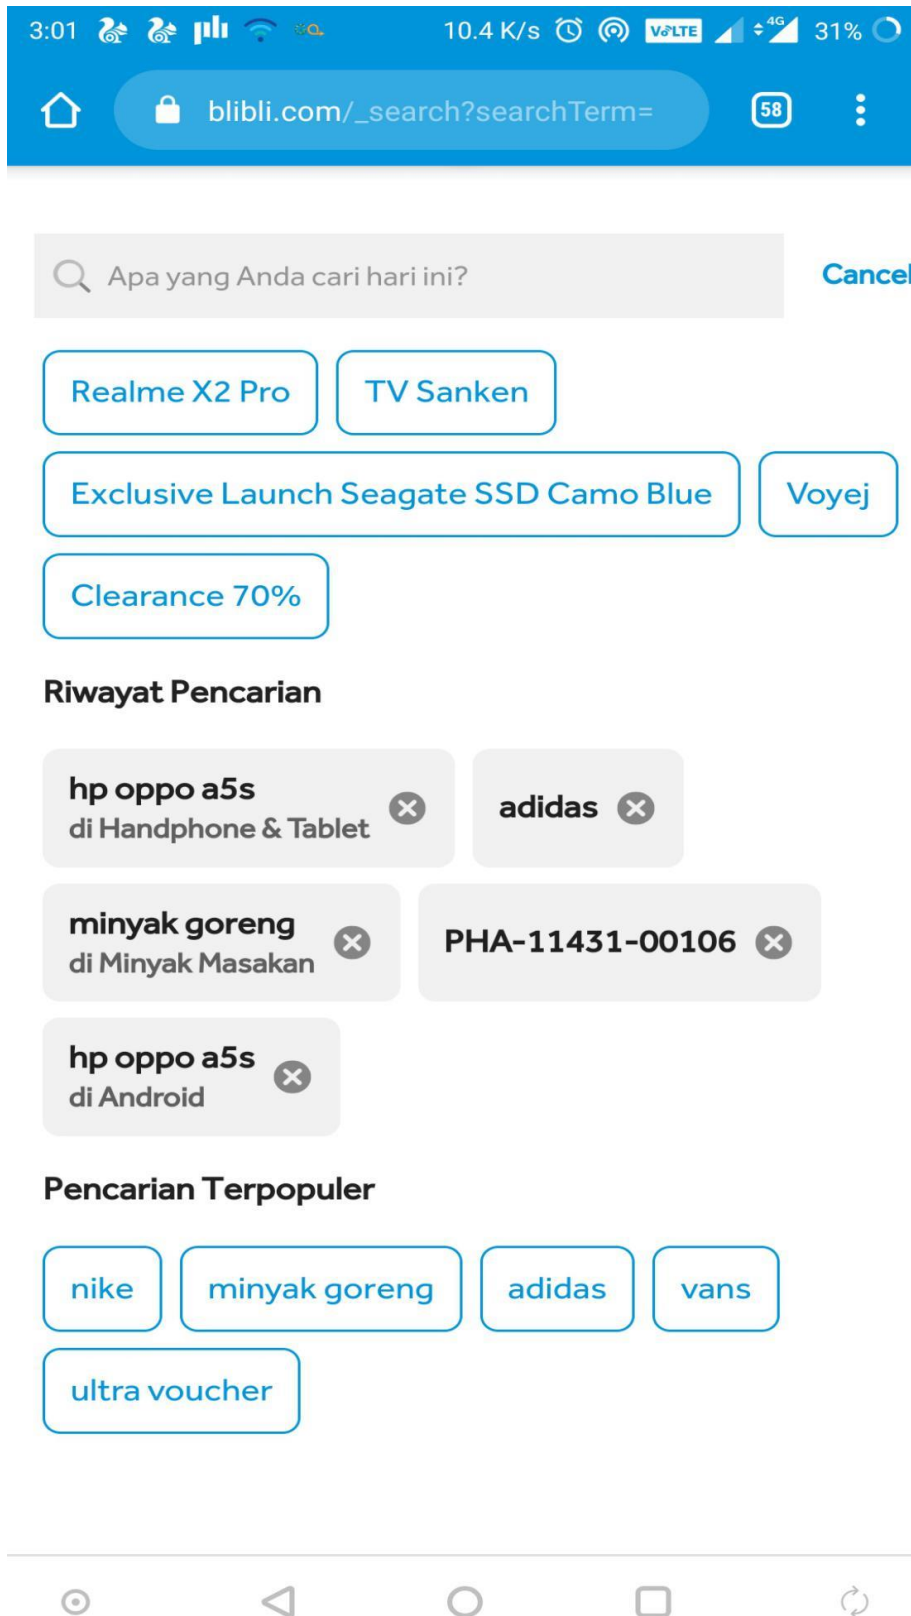 3:01 10.4 K/s VoLTE 4G 31%
blibli.com/_search?searchTerm= 58
Apa yang Anda cari hari ini? Cancel
Realme X2 Pro TV Sanken
Exclusive Launch Seagate SSD Camo Blue Voyej
Clearance 70%
Riwayat Pencarian
hp oppo a5s
di Handphone & Tablet
adidas
minyak goreng
di Minyak Masakan
PHA-11431-00106
hp oppo a5s
di Android
Pencarian Terpopuler
nike minyak goreng adidas vans
ultra voucher